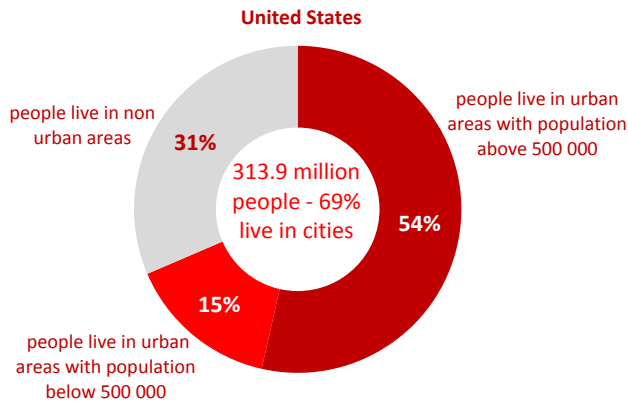 United States
people live in non
urban areas
31%
people live in urban
areas with population
above 500 000
313.9 million
people - 69%
live in cities
54%
15%
people live in urban
areas with population
below 500 000